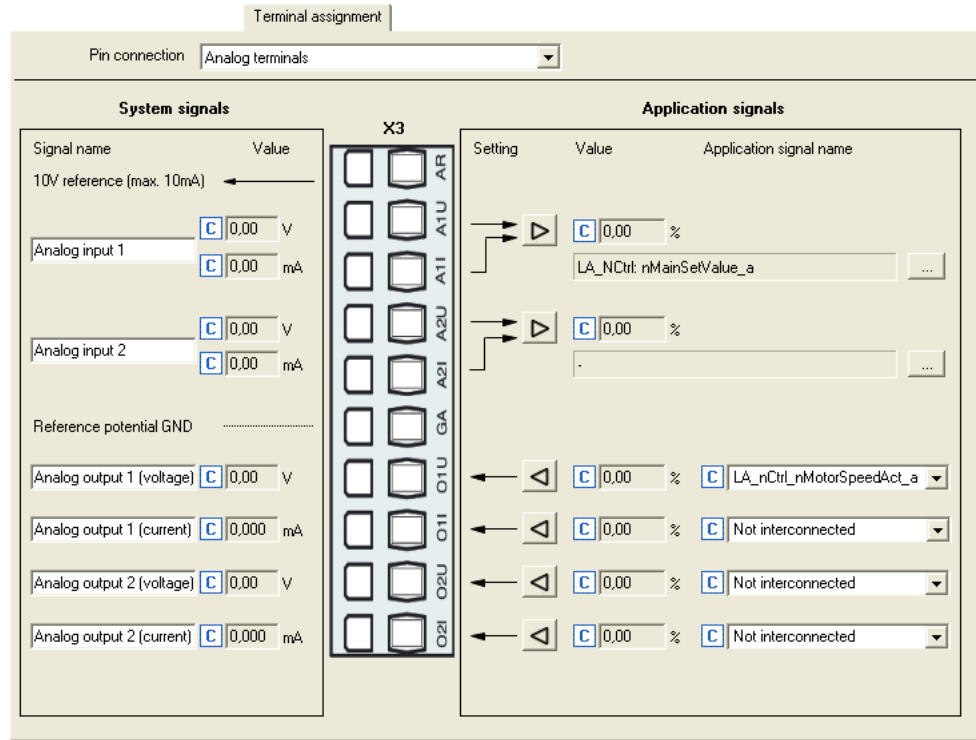 Terminal assignment
Pin connection Analog terminals
System signals
X3
Application signals
Signal name Value
Setting Value Application signal name
10V reference (max. 10mA)
AR
C 0,00 V
A1U
C 0,00 %
Analog input 1
C 0,00 mA
A1I
LA_NCtrl: nMainSetValue_a ...
C 0,00 V
A2U
C 0,00 %
Analog input 2
C 0,00 mA
A2I
- ...
Reference potential GND
GA
Analog output 1 (voltage) C 0,00 V O1U C 0,00 % C LA_nCtrl_nMotorSpeedAct_a
Analog output 1 (current) C 0,000 mA O1I C 0,00 % C Not interconnected
Analog output 2 (voltage) C 0,00 V O2U C 0,00 % C Not interconnected
Analog output 2 (current) C 0,000 mA O2I C 0,00 % C Not interconnected